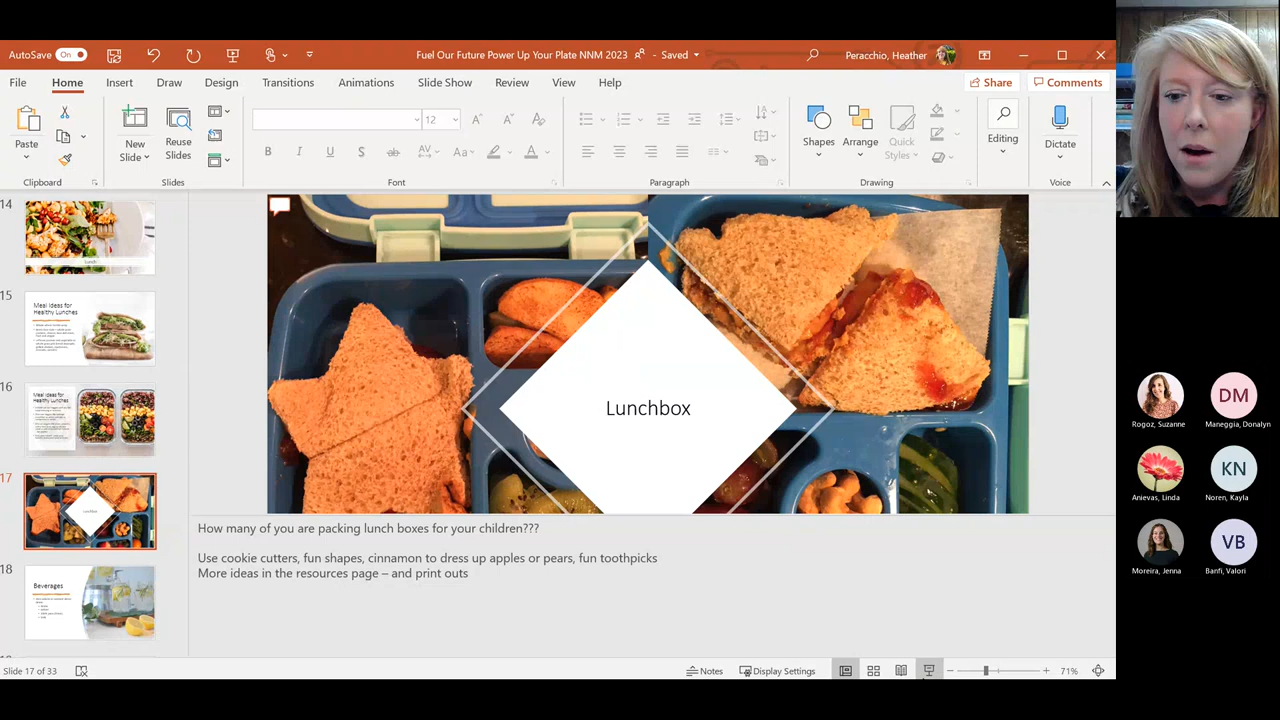 AutoSave On
Fuel Our Future Power Up Your Plate NNM 2023 - Saved
Peracchio, Heather
File Home Insert Draw Design Transitions Animations Slide Show Review View Help
Share Comments
Paste
New Slide
Reuse Slides
12
Shapes
Arrange
Quick Styles
Editing
Dictate
Clipboard
Slides
Font
Paragraph
Drawing
Voice
14
Lunch
15
Meal Ideas for
Healthy Lunches
16
Meal Ideas for
Healthy Lunches
17
Lunchbox
18
Beverages
Lunchbox
How many of you are packing lunch boxes for your children???
Use cookie cutters, fun shapes, cinnamon to dress up apples or pears, fun toothpicks
More ideas in the resources page – and print outs
Slide 17 of 33
Notes
Display Settings
71%
DM
Rogoz, Suzanne
Maneggia, Donalyn
KN
Anievas, Linda
Noren, Kayla
VB
Moreira, Jenna
Banfi, Valori